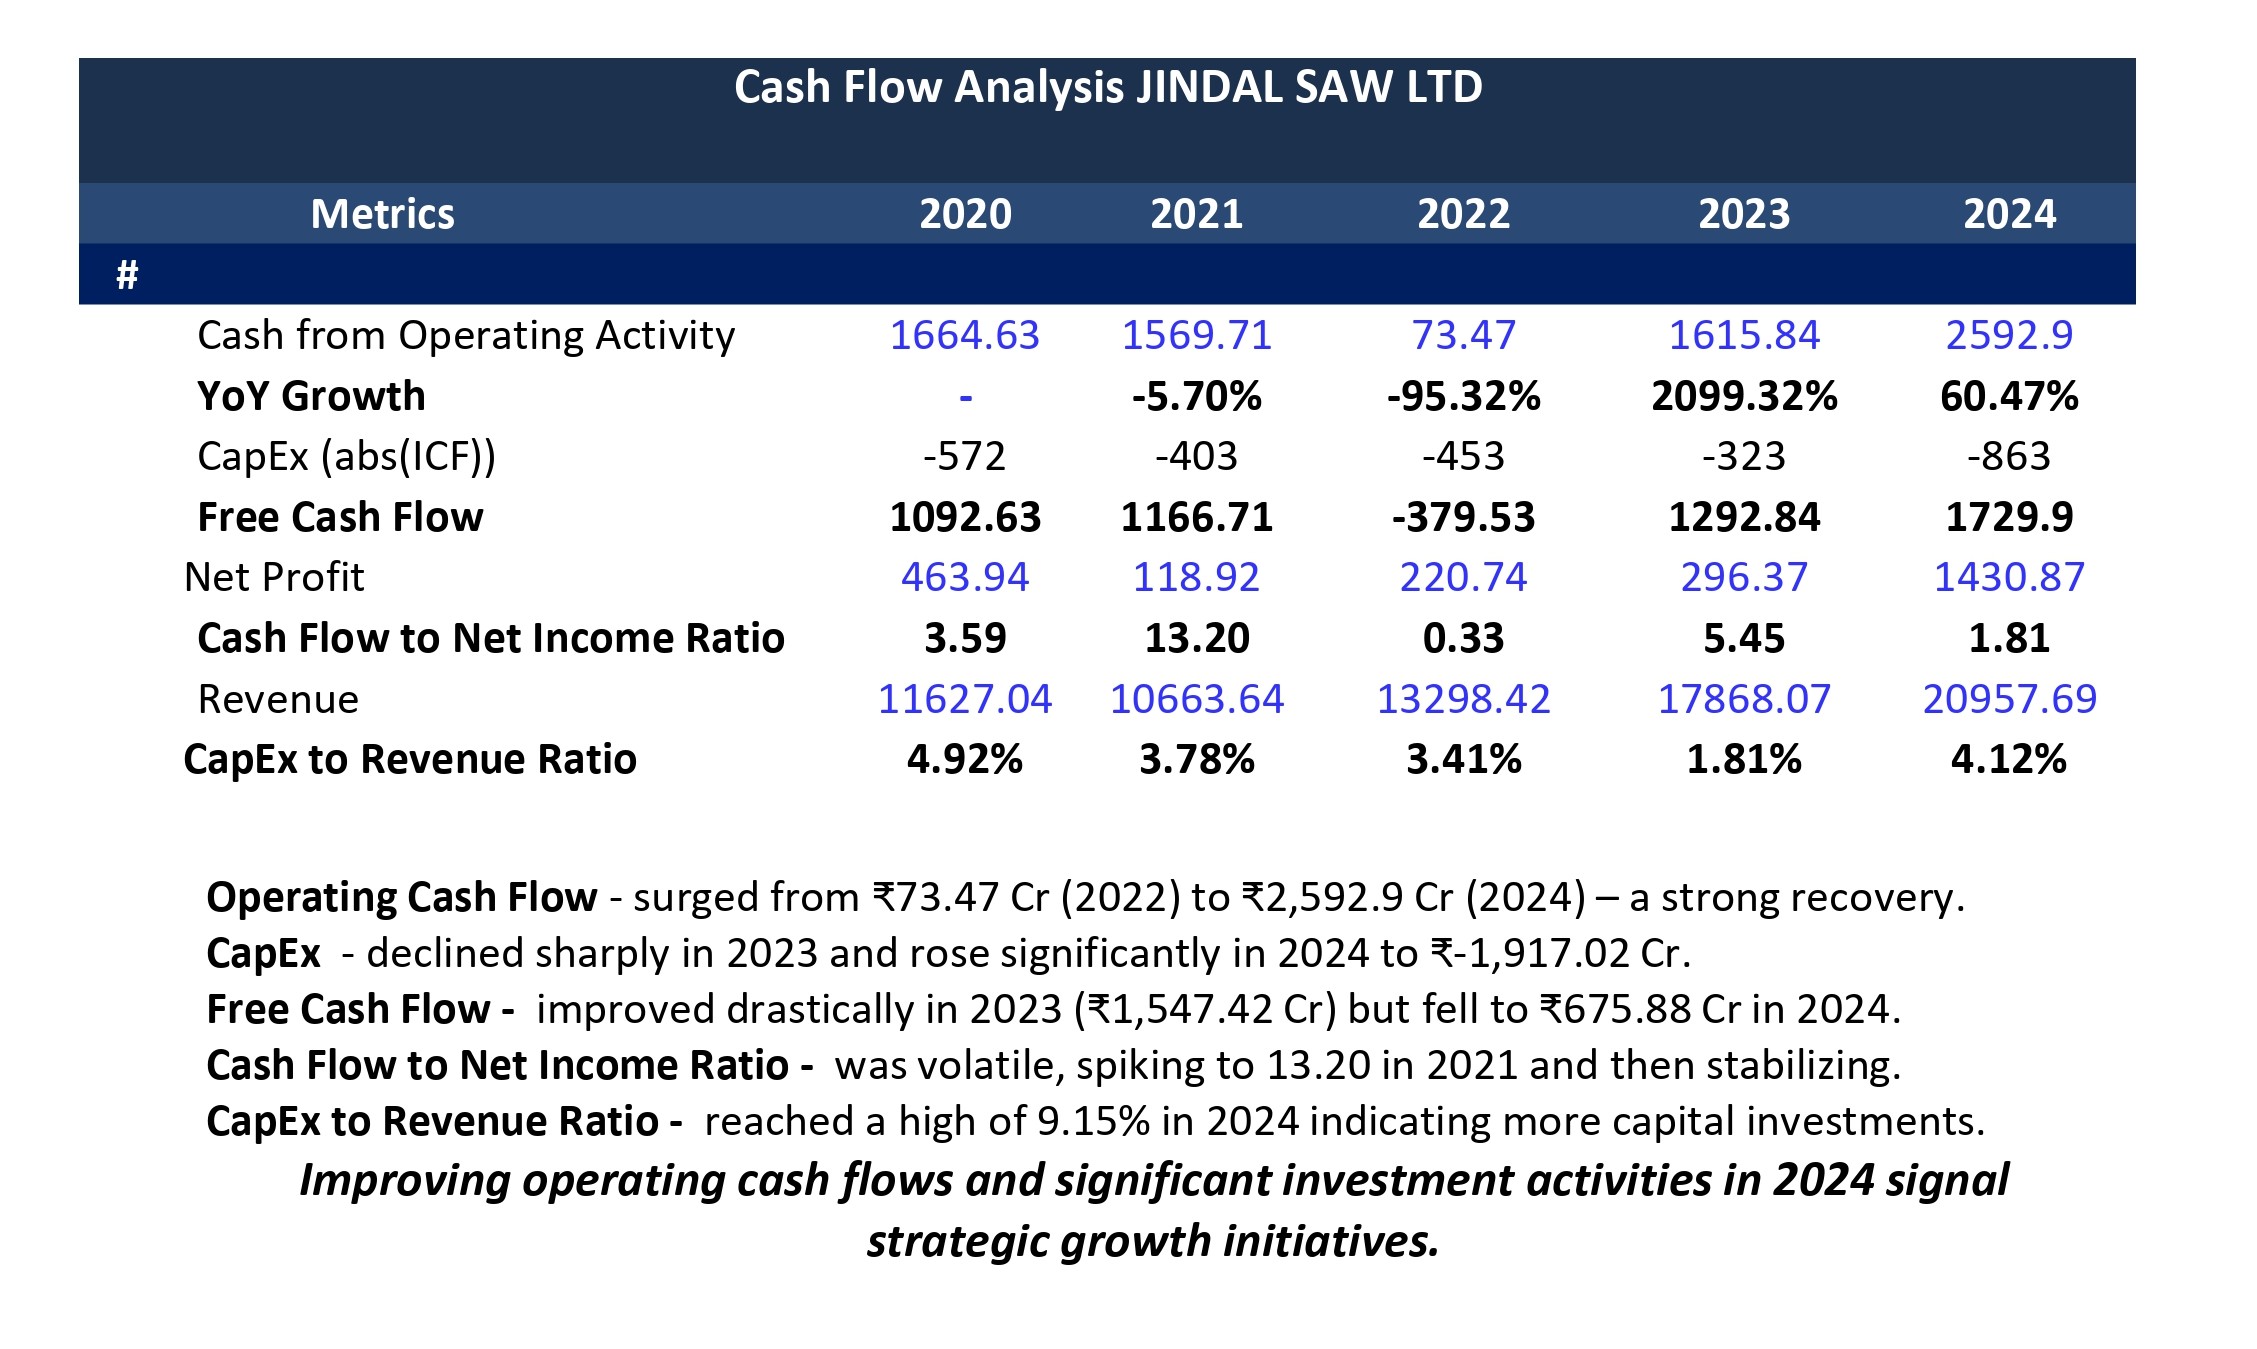 Cash Flow Analysis JINDAL SAW LTD
Metrics 2020 2021 2022 2023 2024
#
Cash from Operating Activity 1664.63 1569.71 73.47 1615.84 2592.9
YoY Growth - -5.70% -95.32% 2099.32% 60.47%
CapEx (abs(ICF)) -572 -403 -453 -323 -863
Free Cash Flow 1092.63 1166.71 -379.53 1292.84 1729.9
Net Profit 463.94 118.92 220.74 296.37 1430.87
Cash Flow to Net Income Ratio 3.59 13.20 0.33 5.45 1.81
Revenue 11627.04 10663.64 13298.42 17868.07 20957.69
CapEx to Revenue Ratio 4.92% 3.78% 3.41% 1.81% 4.12%
Operating Cash Flow - surged from ₹73.47 Cr (2022) to ₹2,592.9 Cr (2024) – a strong recovery.
CapEx - declined sharply in 2023 and rose significantly in 2024 to ₹-1,917.02 Cr.
Free Cash Flow - improved drastically in 2023 (₹1,547.42 Cr) but fell to ₹675.88 Cr in 2024.
Cash Flow to Net Income Ratio - was volatile, spiking to 13.20 in 2021 and then stabilizing.
CapEx to Revenue Ratio - reached a high of 9.15% in 2024 indicating more capital investments.
Improving operating cash flows and significant investment activities in 2024 signal
strategic growth initiatives.